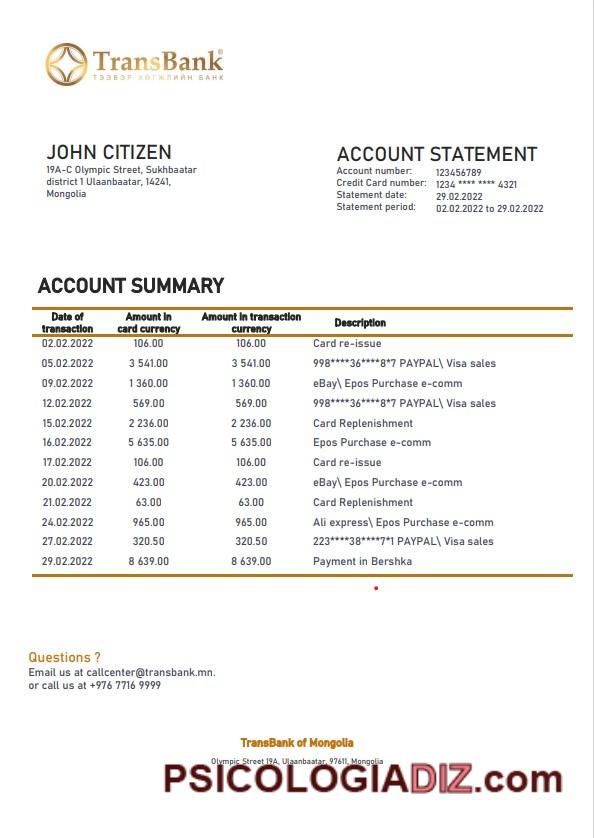 TransBank®
ТЭЭВЭР ХӨГЖЛИЙН БАНК
JOHN CITIZEN
19A-C Olympic Street, Sukhbaatar
district 1 Ulaanbaatar, 14241,
Mongolia
ACCOUNT STATEMENT
Account number: 123456789
Credit Card number: 1234 **** **** 4321
Statement date: 29.02.2022
Statement period: 02.02.2022 to 29.02.2022
ACCOUNT SUMMARY
Date of transaction Amount in card currency Amount in transaction currency Description
02.02.2022 106.00 106.00 Card re-issue
05.02.2022 3 541.00 3 541.00 998****36****8*7 PAYPAL\ Visa sales
09.02.2022 1 360.00 1 360.00 eBay\ Epos Purchase e-comm
12.02.2022 569.00 569.00 998****36****8*7 PAYPAL\ Visa sales
15.02.2022 2 236.00 2 236.00 Card Replenishment
16.02.2022 5 635.00 5 635.00 Epos Purchase e-comm
17.02.2022 106.00 106.00 Card re-issue
20.02.2022 423.00 423.00 eBay\ Epos Purchase e-comm
21.02.2022 63.00 63.00 Card Replenishment
24.02.2022 965.00 965.00 Ali express\ Epos Purchase e-comm
27.02.2022 320.50 320.50 223****38****7*1 PAYPAL\ Visa sales
29.02.2022 8 639.00 8 639.00 Payment in Bershka
Questions ?
Email us at callcenter@transbank.mn.
or call us at +976 7716 9999
TransBank of Mongolia
Olympic Street 19A, Ulaanbaatar, 97611, Mongolia
PSICOLOGIADIZ.com